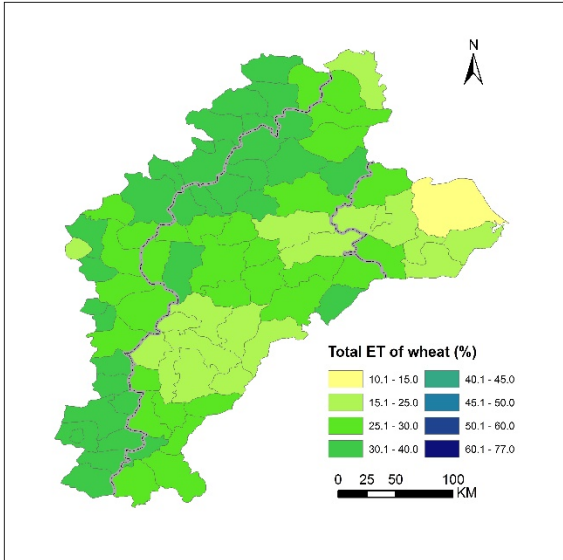 N
Total ET of wheat (%)
10.1 - 15.0 40.1 - 45.0
15.1 - 25.0 45.1 - 50.0
25.1 - 30.0 50.1 - 60.0
30.1 - 40.0 60.1 - 77.0
0 25 50 100
KM